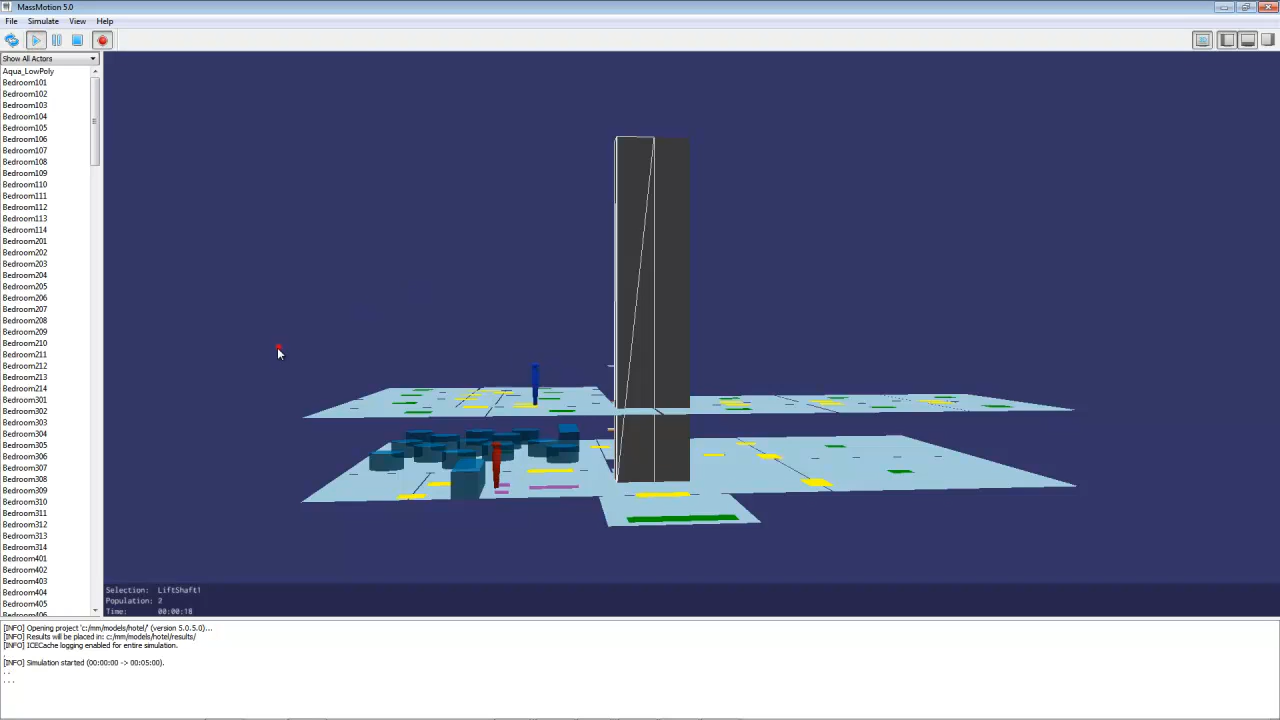 MassMotion 5.0
File Simulate View Help
Show All Actors
Aqua_LowPoly
Bedroom101
Bedroom102
Bedroom103
Bedroom104
Bedroom105
Bedroom106
Bedroom107
Bedroom108
Bedroom109
Bedroom110
Bedroom111
Bedroom112
Bedroom113
Bedroom114
Bedroom201
Bedroom202
Bedroom203
Bedroom204
Bedroom205
Bedroom206
Bedroom207
Bedroom208
Bedroom209
Bedroom210
Bedroom211
Bedroom212
Bedroom213
Bedroom214
Bedroom301
Bedroom302
Bedroom303
Bedroom304
Bedroom305
Bedroom306
Bedroom307
Bedroom308
Bedroom309
Bedroom310
Bedroom311
Bedroom312
Bedroom313
Bedroom314
Bedroom401
Bedroom402
Bedroom403
Bedroom404
Bedroom405
Bedroom406
Selection: LiftShaft1
Population: 2
Time: 00:00:18
[INFO] Opening project 'c:/mm/models/hotel/' (version 5.0.5.0)...
[INFO] Results will be placed in: c:/mm/models/hotel/results/
[INFO] ICECache logging enabled for entire simulation.
.
[INFO] Simulation started (00:00:00 -> 00:05:00).
. .
. . .